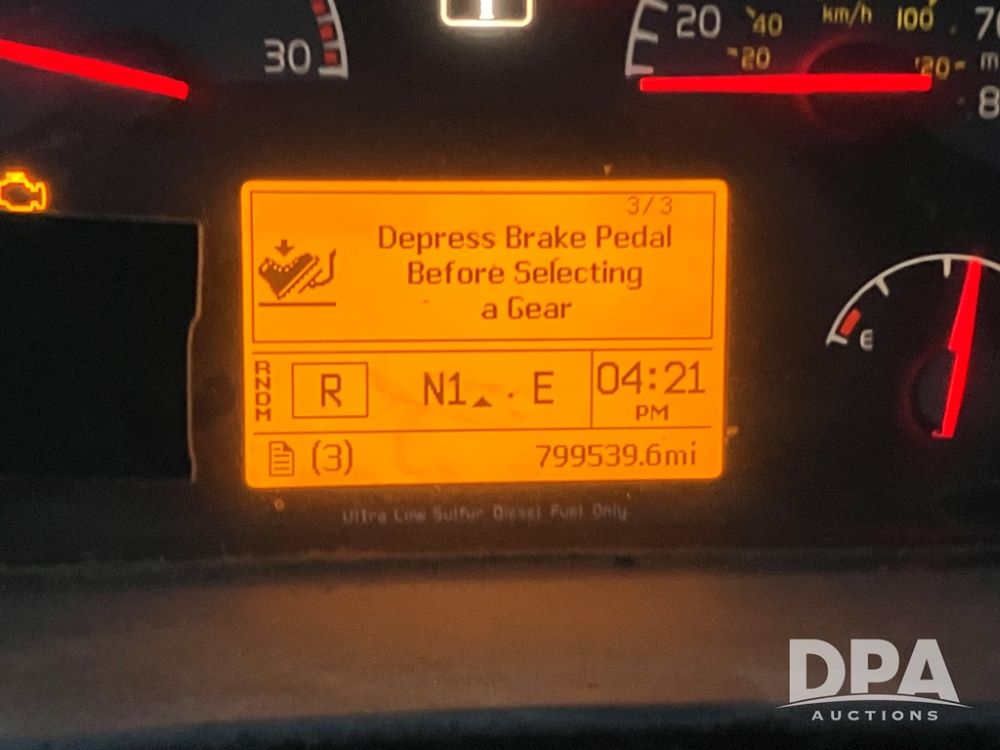 30
20
40
km/h
100
20
120
E
3/3
Depress Brake Pedal
Before Selecting
a Gear
RNDM
R
N1 E
04:21
PM
(3)
799539.6mi
Ultra Low Sulfur Diesel Fuel Only
DPA
AUCTIONS